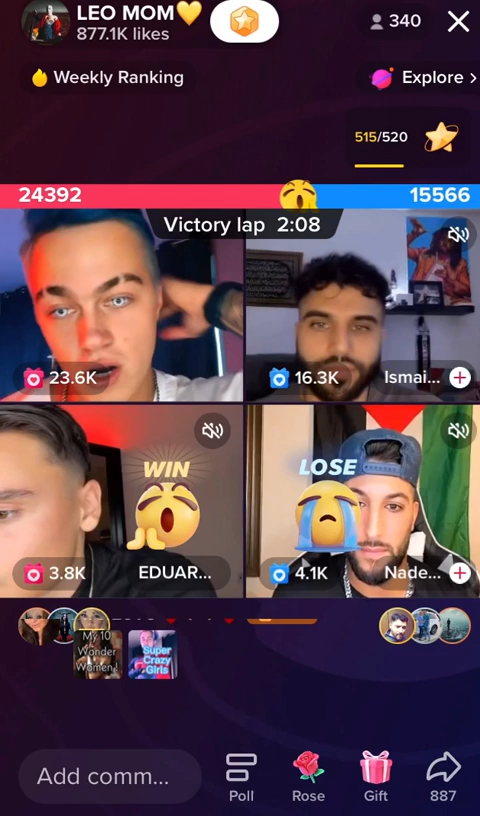 LEO MOM💛
877.1K likes
340
Weekly Ranking
Explore >
515/520
24392
15566
Victory lap 2:08
23.6K
16.3K
Ismai...
WIN
LOSE
3.8K
EDUAR...
4.1K
Nade...
My 10
Wonder
Women!
Super
Crazy
Girls
Add comm...
Poll
Rose
Gift
887